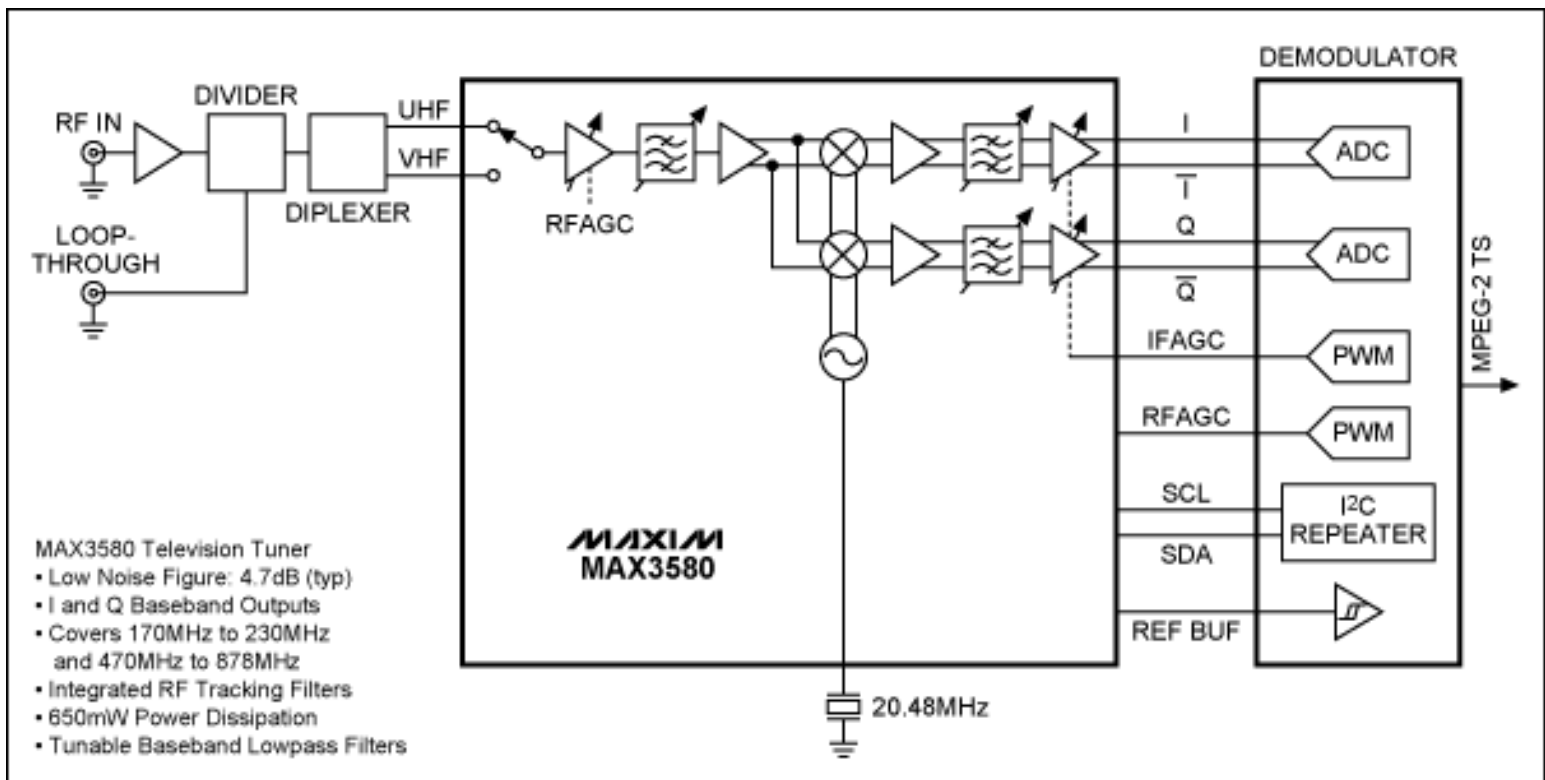 DEMODULATOR
DIVIDER
RF IN
UHF
VHF
DIPLEXER
LOOP-
THROUGH
RFAGC
I
I̅
Q
Q̅
ADC
ADC
IFAGC
PWM
RFAGC
PWM
SCL
SDA
I²C
REPEATER
REF BUF
MPEG-2 TS
MAXIM
MAX3580
20.48MHz
MAX3580 Television Tuner
• Low Noise Figure: 4.7dB (typ)
• I and Q Baseband Outputs
• Covers 170MHz to 230MHz
and 470MHz to 878MHz
• Integrated RF Tracking Filters
• 650mW Power Dissipation
• Tunable Baseband Lowpass Filters